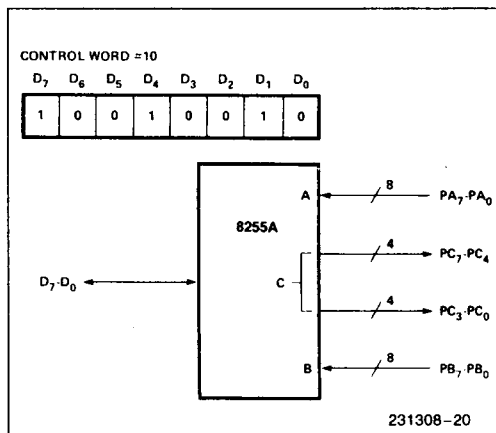 CONTROL WORD =10
D7 D6 D5 D4 D3 D2 D1 D0
1 0 0 1 0 0 1 0
A 8 PA7-PA0
8255A
4 PC7-PC4
D7-D0 C
4 PC3-PC0
B 8 PB7-PB0
231308-20